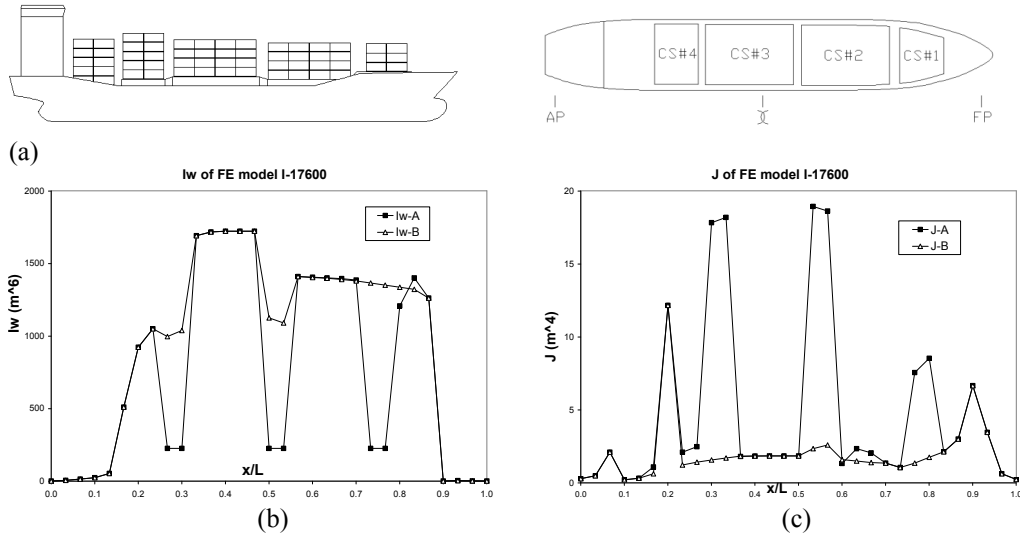 CS#4 CS#3 CS#2 CS#1
AP FP
(a)
Iw of FE model I-17600
2000
1500
1000
500
0
Iw (m^6)
Iw-A
Iw-B
x/L
0.0 0.1 0.2 0.3 0.4 0.5 0.6 0.7 0.8 0.9 1.0
(b)
J of FE model I-17600
20
15
10
5
0
J (m^4)
J-A
J-B
x/L
0.0 0.1 0.2 0.3 0.4 0.5 0.6 0.7 0.8 0.9 1.0
(c)